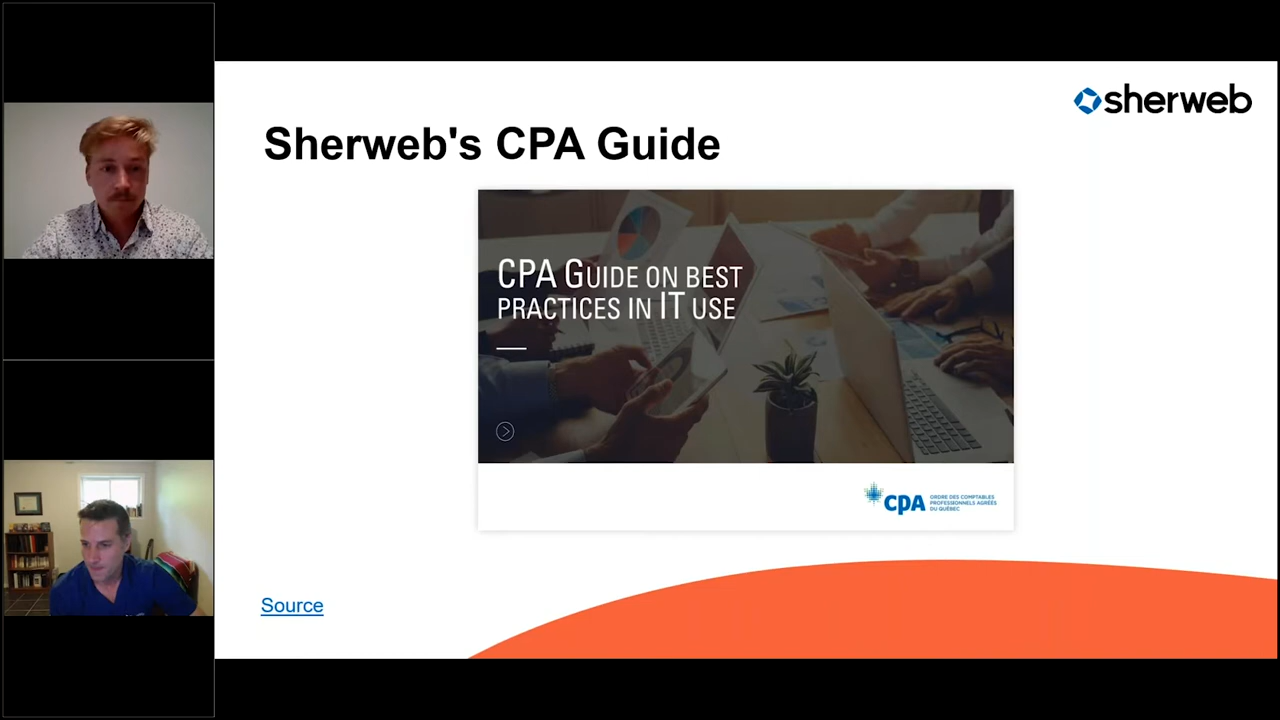 sherweb
Sherweb's CPA Guide
CPA GUIDE ON BEST
PRACTICES IN IT USE
CPA
ORDRE DES COMPTABLES
PROFESSIONNELS AGRÉÉS
DU QUÉBEC
Source